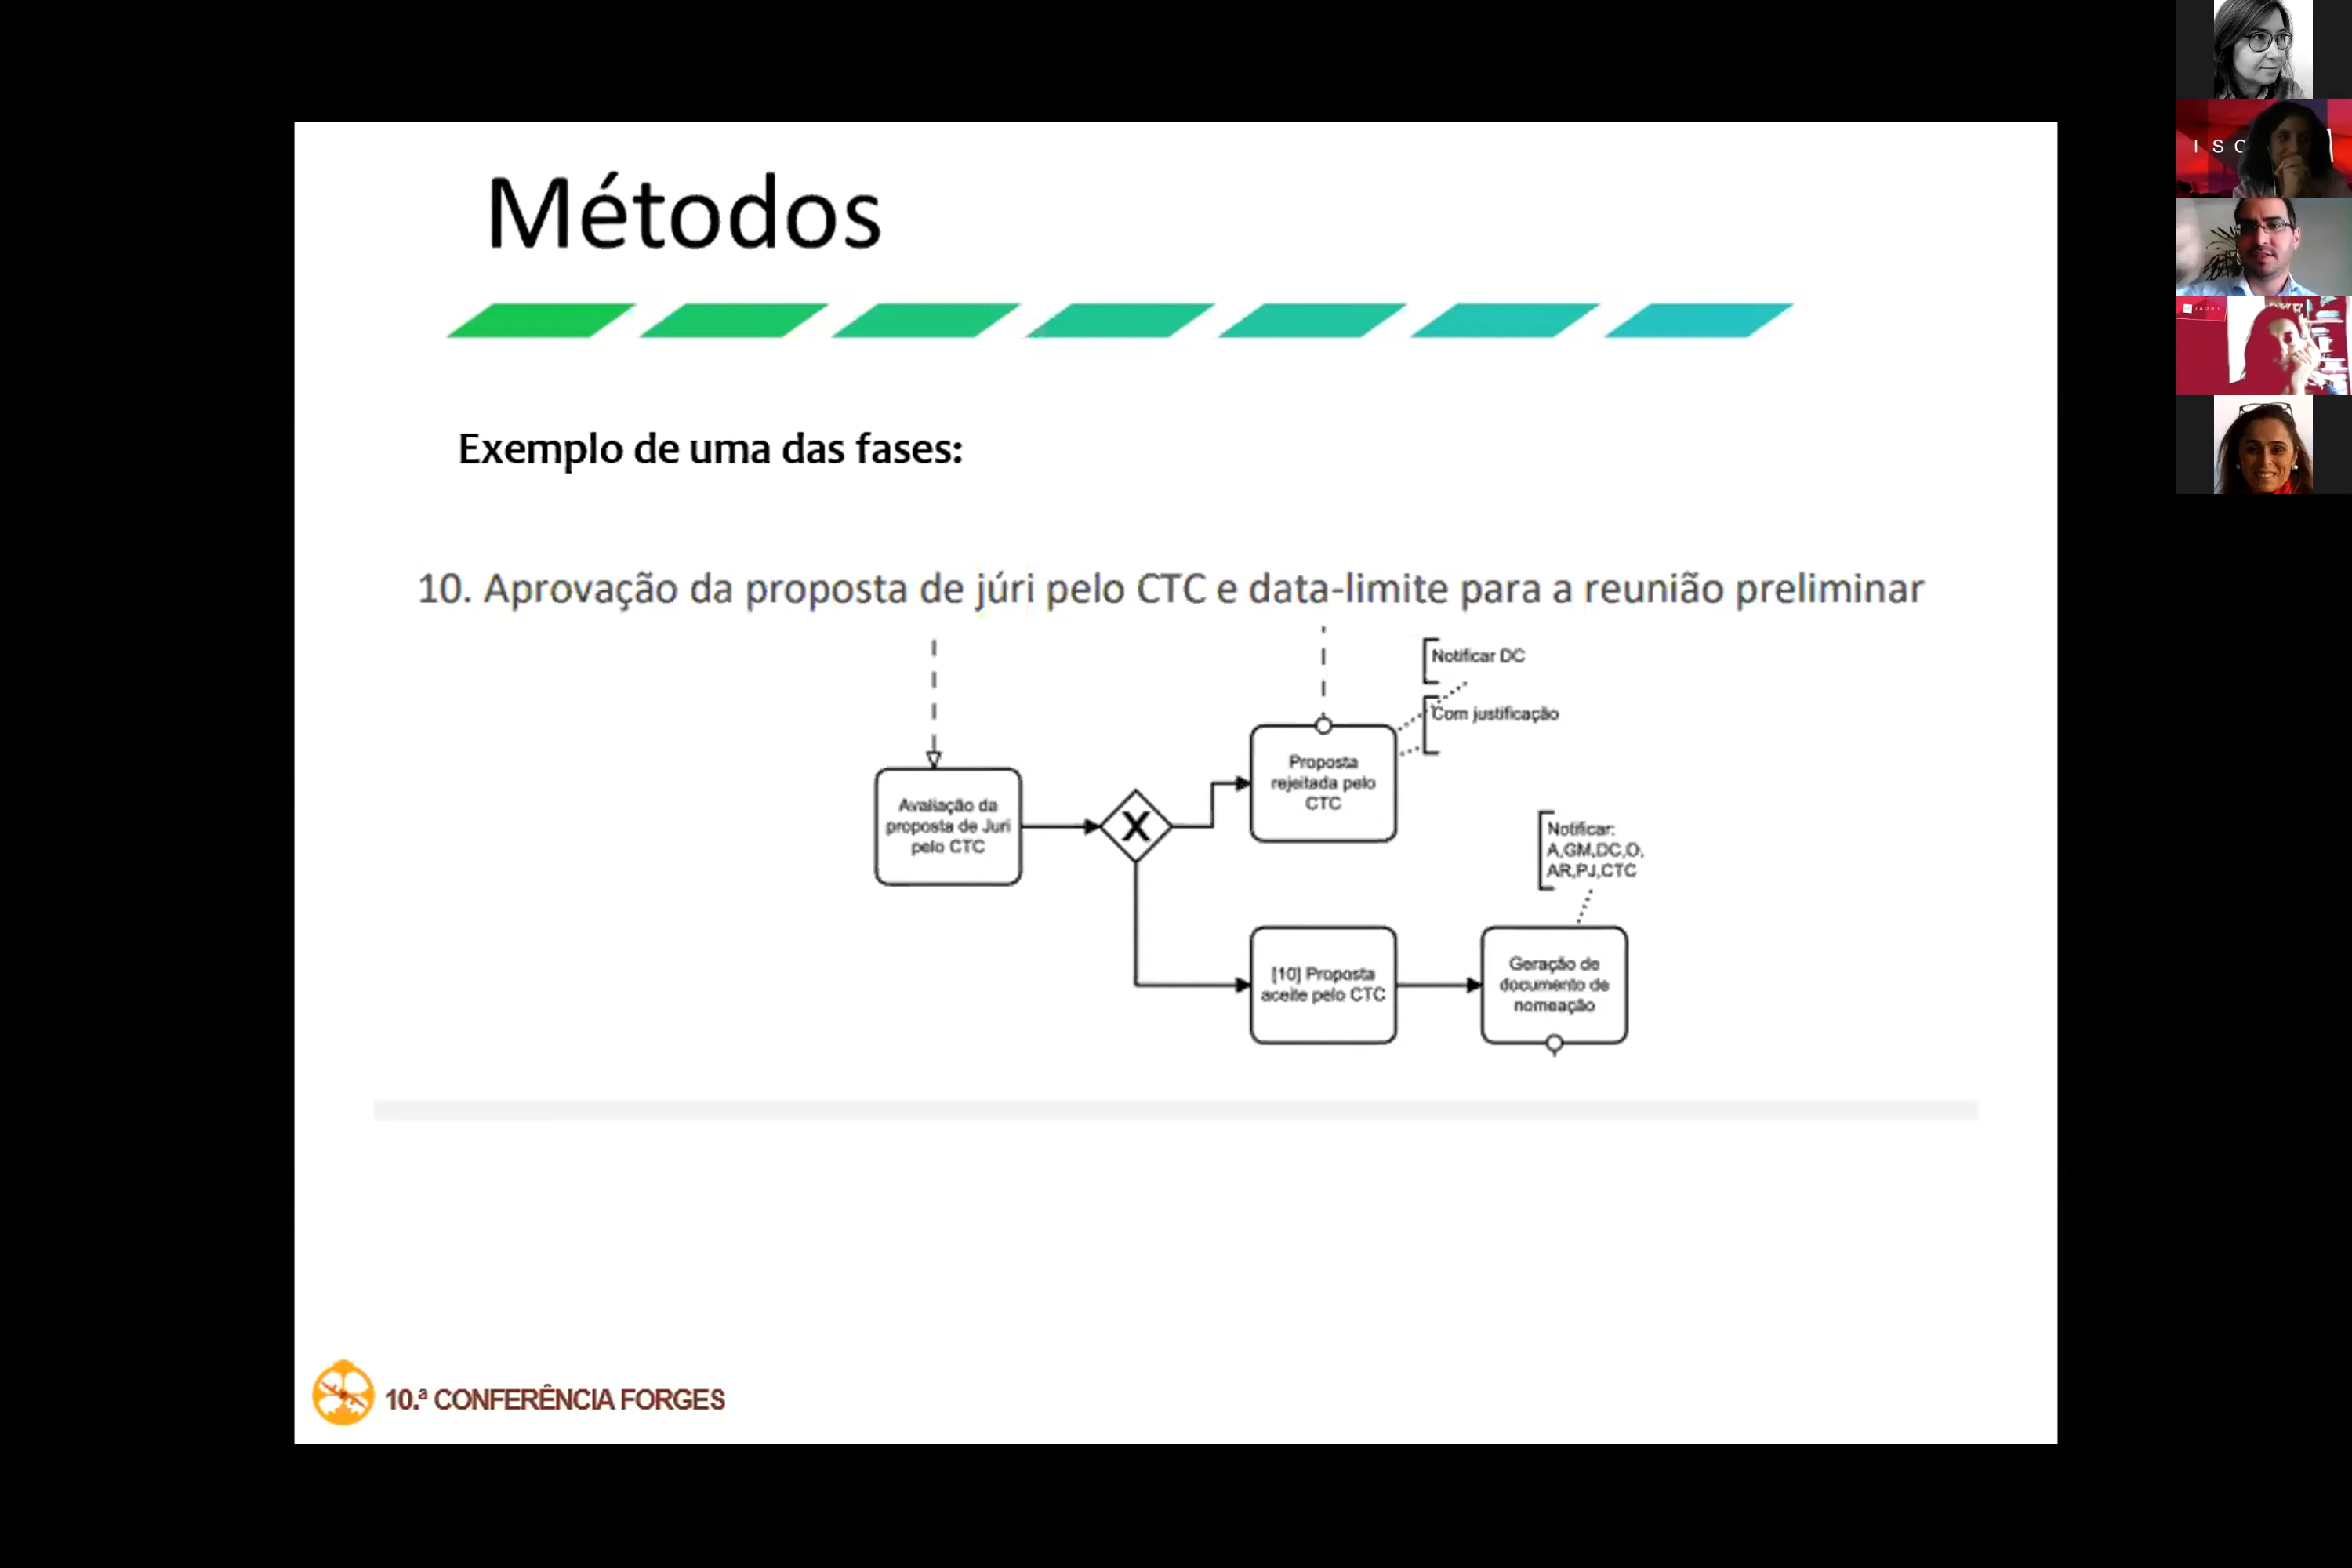 Métodos
Exemplo de uma das fases:
10. Aprovação da proposta de júri pelo CTC e data-limite para a reunião preliminar
Notificar DC
Com justificação
Proposta
rejeitada pelo
CTC
Avaliação da
proposta de Juri
pelo CTC
X
Notificar:
A,GM,DC,O,
AR,PJ,CTC
[10] Proposta
aceite pelo CTC
Geração de
documento de
nomeação
10.ª CONFERÊNCIA FORGES
I S C